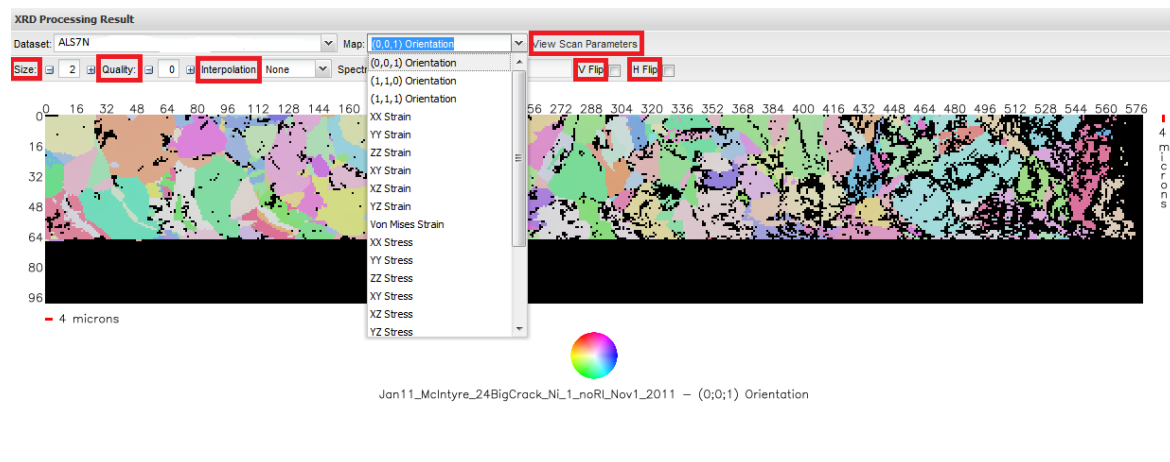 XRD Processing Result
Dataset: ALS7N Map: (0,0,1) Orientation View Scan Parameters
Size: 2 Quality: 0 Interpolation: None Spectr V Flip H Flip
(0,0,1) Orientation
(1,1,0) Orientation
(1,1,1) Orientation
XX Strain
YY Strain
ZZ Strain
XY Strain
XZ Strain
YZ Strain
Von Mises Strain
XX Stress
YY Stress
ZZ Stress
XY Stress
XZ Stress
YZ Stress
0 16 32 48 64 80 96 112 128 144 160 56 272 288 304 320 336 352 368 384 400 416 432 448 464 480 496 512 528 544 560 576
0
16
32
48
64
80
96
4 microns
4 microns
Jan11_McIntyre_24BigCrack_Ni_1_noRI_Nov1_2011 – (0;0;1) Orientation